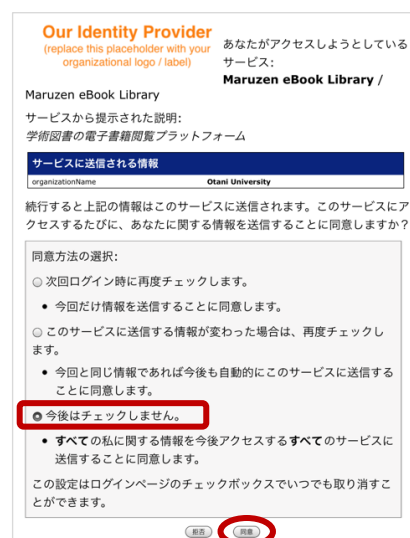 Our Identity Provider
(replace this placeholder with your
organizational logo / label)
あなたがアクセスしようとしている
サービス:
Maruzen eBook Library /
Maruzen eBook Library
サービスから提示された説明:
学術図書の電子書籍閲覧プラットフォーム
サービスに送信される情報
organizationName Otani University
続行すると上記の情報はこのサービスに送信されます。このサービスにア
クセスするたびに、あなたに関する情報を送信することに同意しますか？
同意方法の選択:
次回ログイン時に再度チェックします。
• 今回だけ情報を送信することに同意します。
このサービスに送信する情報が変わった場合は、再度チェックし
ます。
• 今回と同じ情報であれば今後も自動的にこのサービスに送信する
ことに同意します。
今後はチェックしません。
• すべての私に関する情報を今後アクセスするすべてのサービスに
送信することに同意します。
この設定はログインページのチェックボックスでいつでも取り消すこ
とができます。
拒否 同意